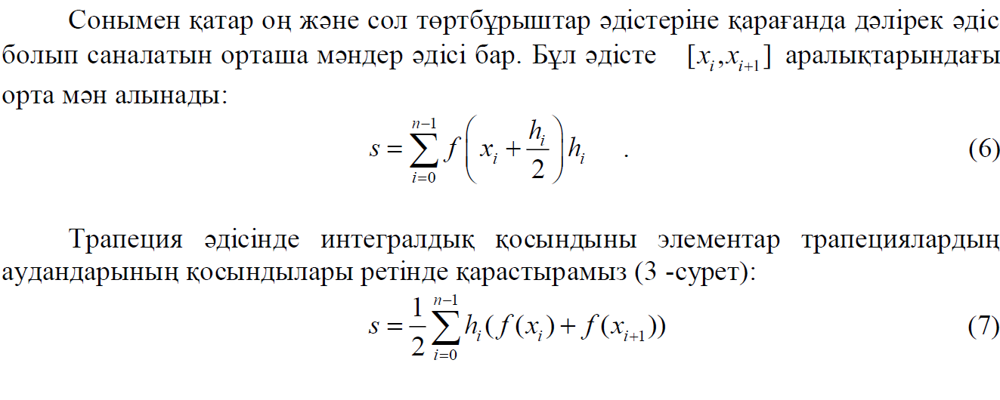 Сонымен қатар оң және сол төртбұрыштар әдістеріне қарағанда дәлірек әдіс
болып саналатын орташа мәндер әдісі бар. Бұл әдісте [x_i, x_{i+1}] аралықтарындағы
орта мән алынады:
s = \sum_{i=0}^{n-1} f\left( x_i + \frac{h_i}{2} \right) h_i . (6)
Трапеция әдісінде интегралдық қосындыны элементар трапециялардың
аудандарының қосындылары ретінде қарастырамыз (3 -сурет):
s = \frac{1}{2} \sum_{i=0}^{n-1} h_i (f(x_i) + f(x_{i+1})) (7)